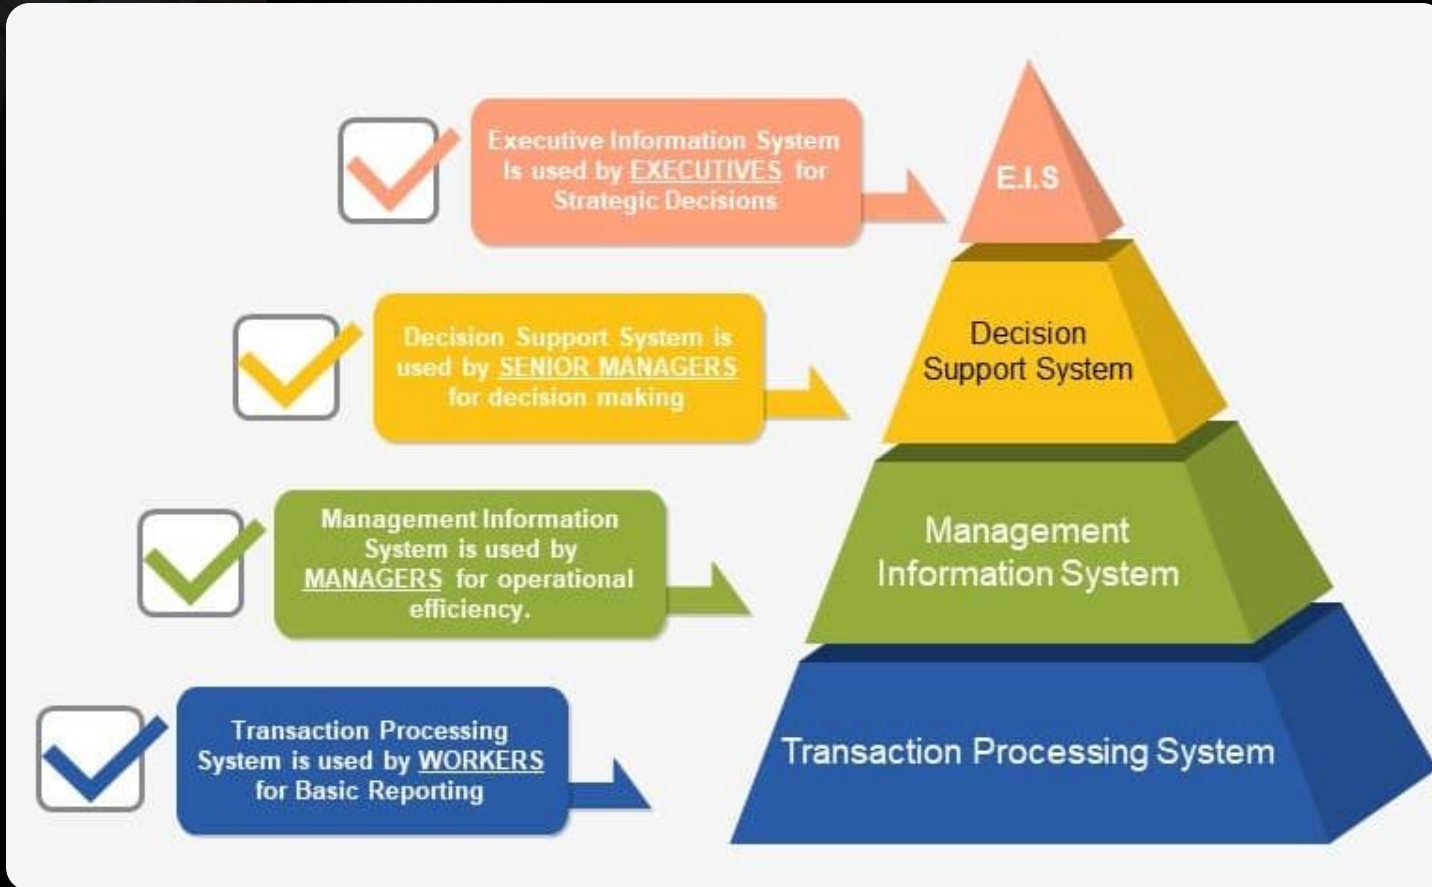 Executive Information System
Is used by EXECUTIVES for
Strategic Decisions
E.I.S
Decision Support System is
used by SENIOR MANAGERS
for decision making
Decision
Support System
Management Information
System is used by
MANAGERS for operational
efficiency.
Management
Information System
Transaction Processing
System is used by WORKERS
for Basic Reporting
Transaction Processing System